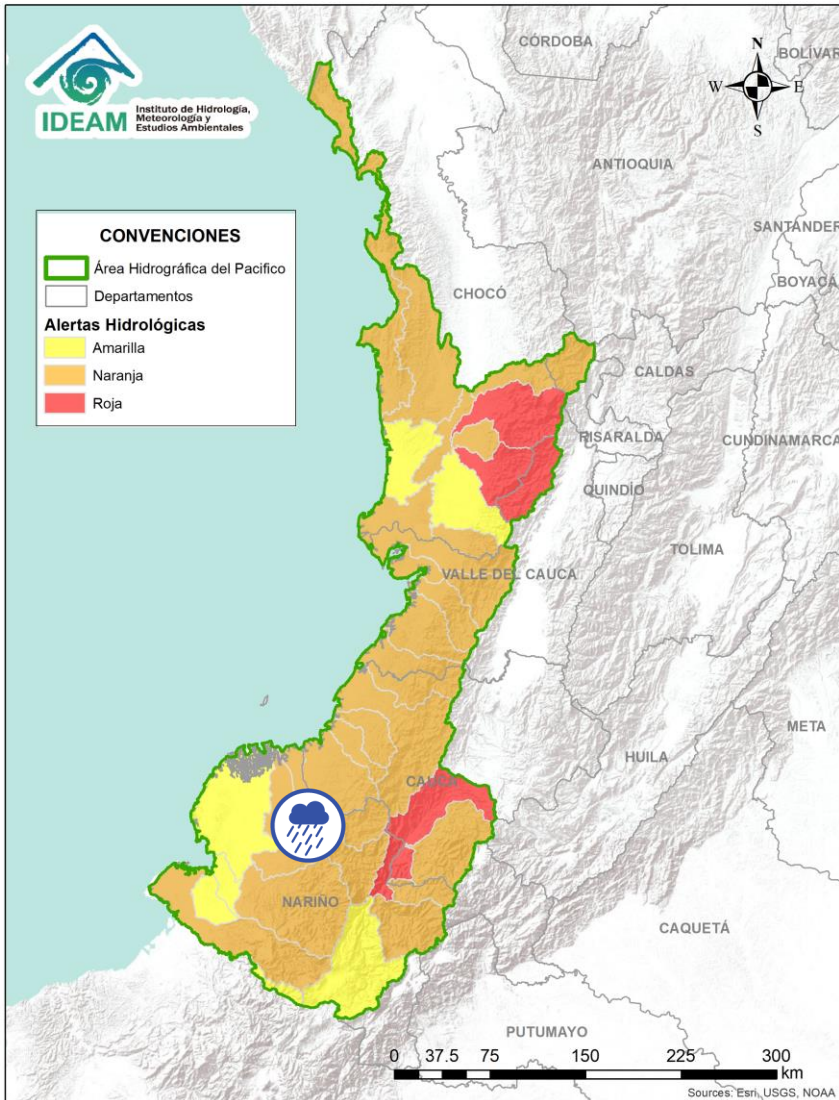 IDEAM
Instituto de Hidrología,
Meteorología y
Estudios Ambientales
CÓRDOBA
BOLÍVAR
N
W
E
S
ANTIOQUIA
SANTANDER
BOYACÁ
CONVENCIONES
Área Hidrográfica del Pacifico
Departamentos
Alertas Hidrológicas
Amarilla
Naranja
Roja
CHOCÓ
CALDAS
RISARALDA
CUNDINAMARCA
QUINDÍO
TOLIMA
VALLE DEL CAUCA
META
HUILA
CAUCA
NARIÑO
CAQUETÁ
PUTUMAYO
0 37.5 75 150 225 300
km
Sources: Esri, USGS, NOAA